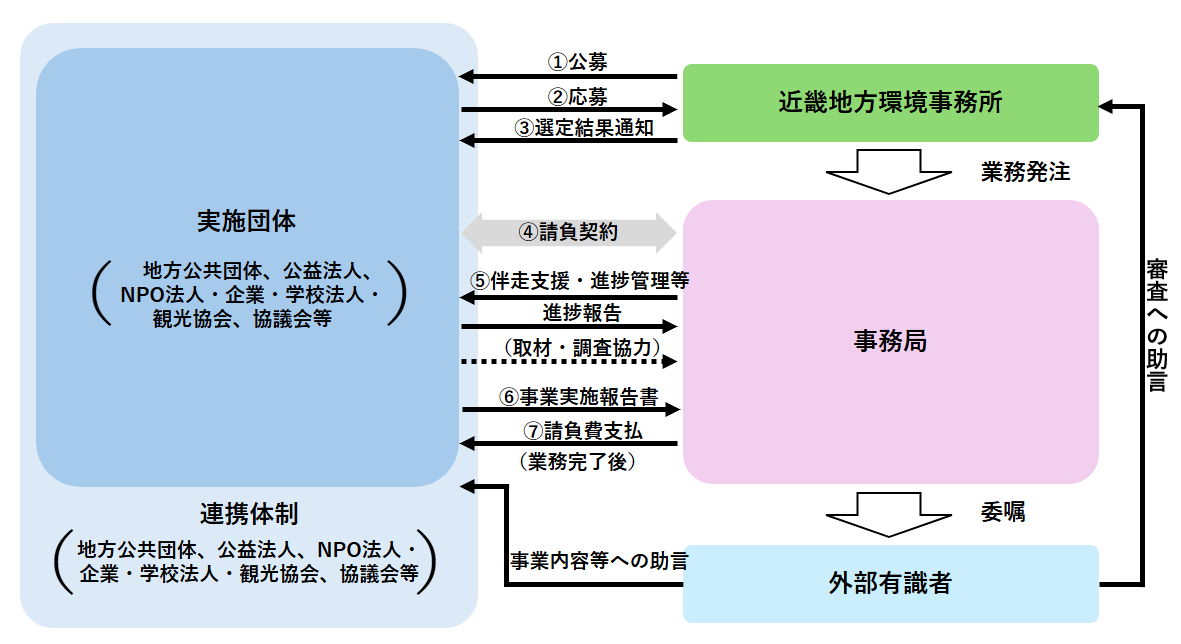 ①公募
②応募
③選定結果通知
近畿地方環境事務所
業務発注
実施団体
(地方公共団体、公益法人、
NPO法人・企業・学校法人・
観光協会、協議会等)
④請負契約
⑤伴走支援・進捗管理等
進捗報告
（取材・調査協力）
⑥事業実施報告書
⑦請負費支払
（業務完了後）
事務局
審査への助言
委嘱
連携体制
(地方公共団体、公益法人、NPO法人・
企業・学校法人・観光協会、協議会等)
事業内容等への助言
外部有識者